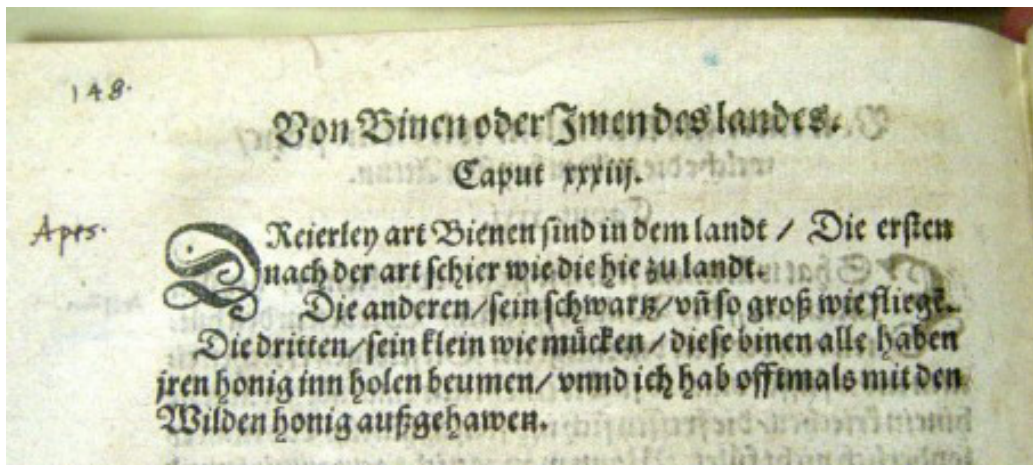 148.
Von Binen oder Imen des landes.
Caput xxxiiij.
Apes.
DReierley art Bienen sind in dem landt / Die ersten
nach der art schier wie die hie zu landt.
Die anderen / sein schwartz / vñ so groß wie fliegē.
Die dritten / sein klein wie mücken / diese binen alle haben
jren honig inn holen beumen / vnnd ich hab offtmals mit den
Wilden honig außgehawen.